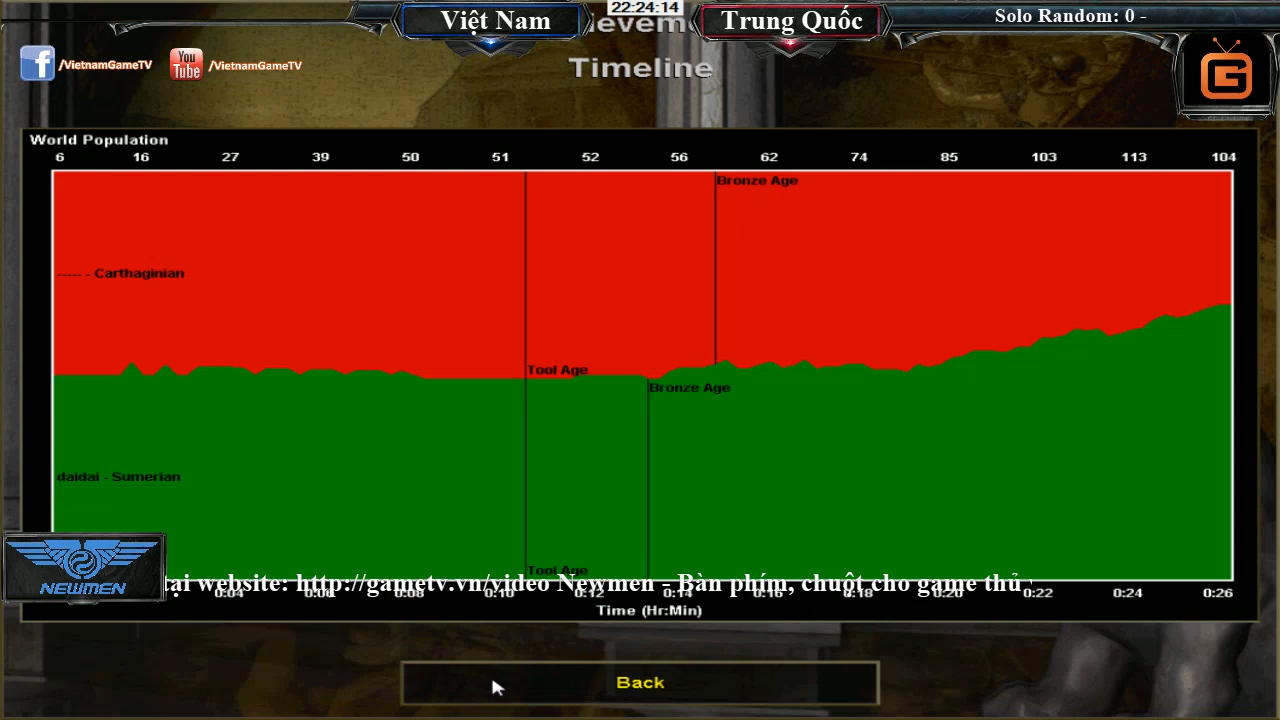 22:24:14
Việt Nam
Trung Quốc
Solo Random: 0 -
f /VietnamGameTV
You Tube /VietnamGameTV
G
Timeline
World Population
6 16 27 39 50 51 52 56 62 74 85 103 113 104
Bronze Age
----- - Carthaginian
Tool Age
Bronze Age
daidai - Sumerian
Tool Age
NEWMEN
tại website: http://gametv.vn/video Newmen - Bàn phím, chuột cho game thủ
0:04 0:06 0:08 0:10 0:12 0:14 0:16 0:18 0:20 0:22 0:24 0:26
Time (Hr:Min)
Back